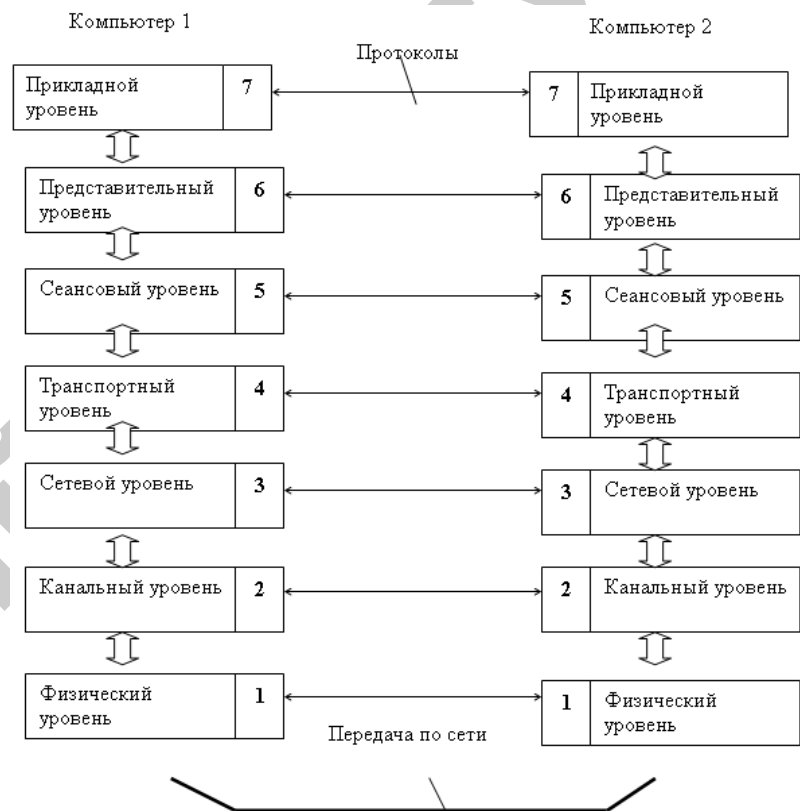 Компьютер 1
Компьютер 2
Протоколы
Прикладной
уровень
7
7
Прикладной
уровень
Представительный
уровень
6
6
Представительный
уровень
Сеансовый уровень
5
5
Сеансовый уровень
Транспортный
уровень
4
4
Транспортный
уровень
Сетевой уровень
3
3
Сетевой уровень
Канальный уровень
2
2
Канальный уровень
Физический
уровень
1
1
Физический
уровень
Передача по сети